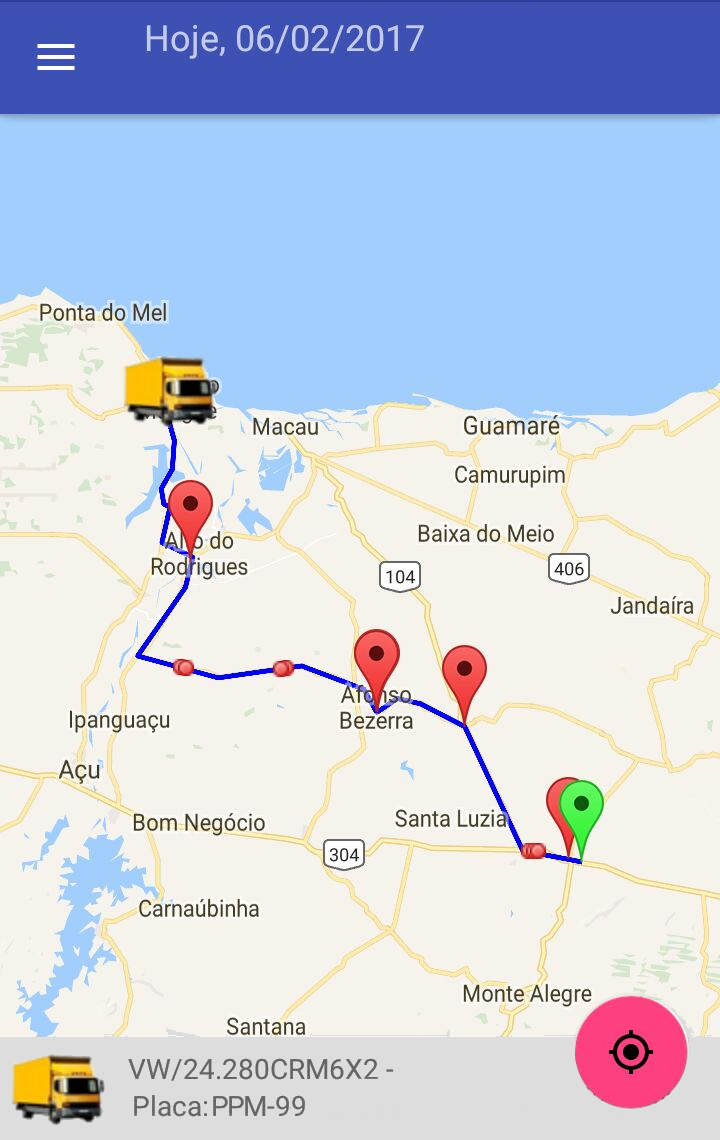 Hoje, 06/02/2017
Ponta do Mel
Macau
Guamaré
Camurupim
Baixa do Meio
Alto do
Rodrigues
104
406
Jandaíra
Afonso
Bezerra
Ipanguaçu
Açu
Santa Luzia
Bom Negócio
304
Carnaúbinha
Monte Alegre
Santana
VW/24.280CRM6X2 -
Placa:PPM-99